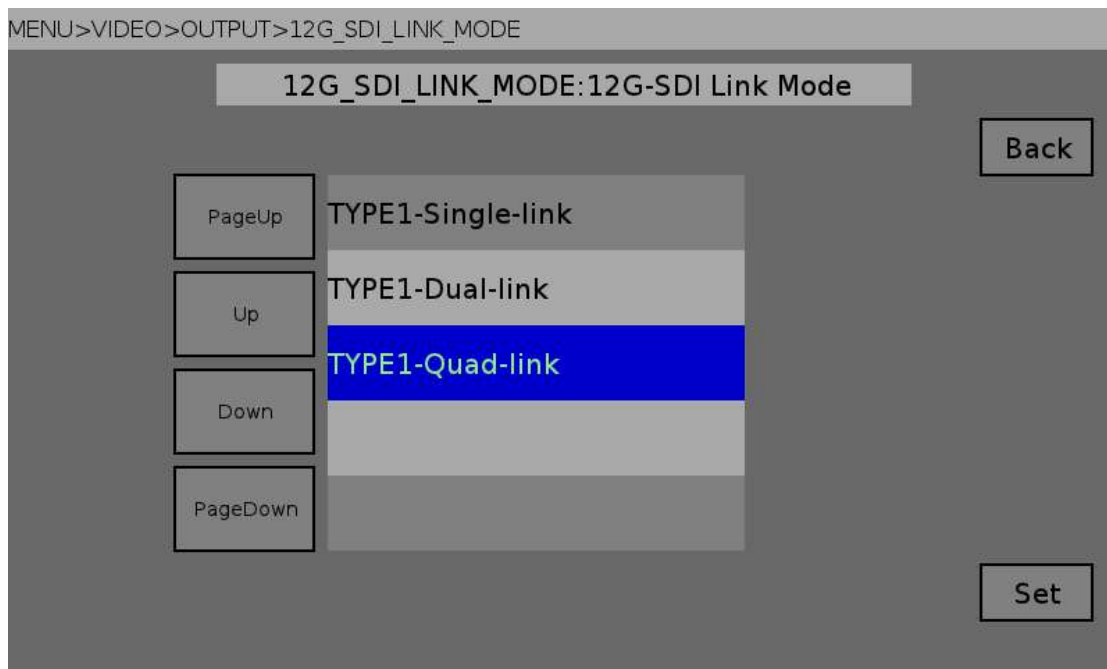 MENU>VIDEO>OUTPUT>12G_SDI_LINK_MODE
12G_SDI_LINK_MODE:12G-SDI Link Mode
Back
PageUp
TYPE1-Single-link
Up
TYPE1-Dual-link
TYPE1-Quad-link
Down
PageDown
Set